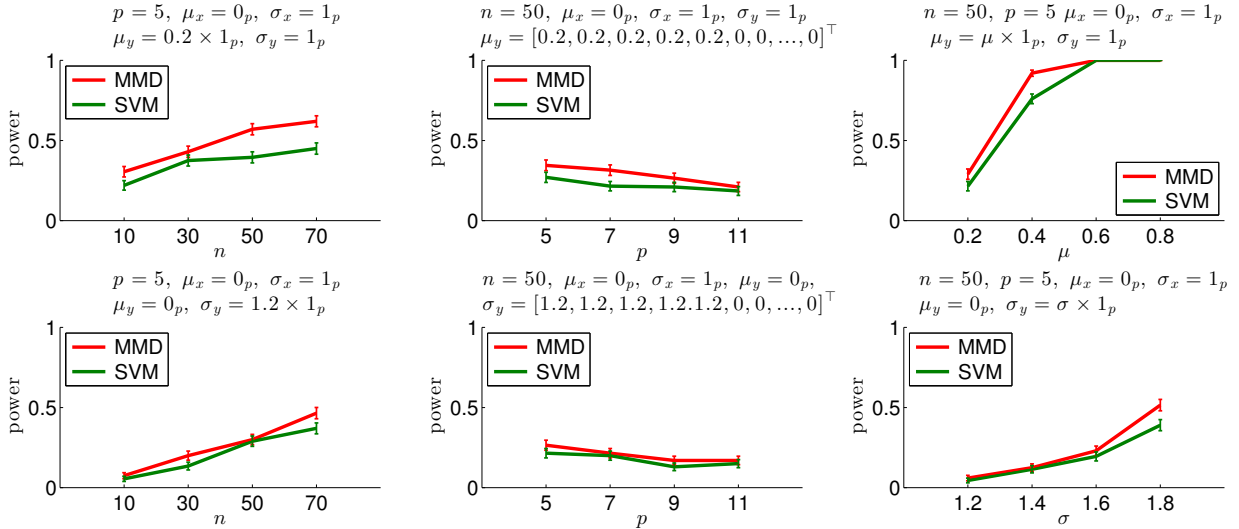 p = 5, μ_x = 0_p, σ_x = 1_p
μ_y = 0.2 × 1_p, σ_y = 1_p
1
MMD
SVM
power
0.5
0
10 30 50 70
n
n = 50, μ_x = 0_p, σ_x = 1_p, σ_y = 1_p
μ_y = [0.2, 0.2, 0.2, 0.2, 0.2, 0, 0, ..., 0]^⊤
1
MMD
SVM
power
0.5
0
5 7 9 11
p
n = 50, p = 5 μ_x = 0_p, σ_x = 1_p
μ_y = μ × 1_p, σ_y = 1_p
1
power
0.5
MMD
SVM
0
0.2 0.4 0.6 0.8
μ
p = 5, μ_x = 0_p, σ_x = 1_p
μ_y = 0_p, σ_y = 1.2 × 1_p
1
MMD
SVM
power
0.5
0
10 30 50 70
n
n = 50, μ_x = 0_p, σ_x = 1_p, μ_y = 0_p,
σ_y = [1.2, 1.2, 1.2, 1.2.1.2, 0, 0, ..., 0]^⊤
1
MMD
SVM
power
0.5
0
5 7 9 11
p
n = 50, p = 5, μ_x = 0_p, σ_x = 1_p
μ_y = 0_p, σ_y = σ × 1_p
1
MMD
SVM
power
0.5
0
1.2 1.4 1.6 1.8
σ